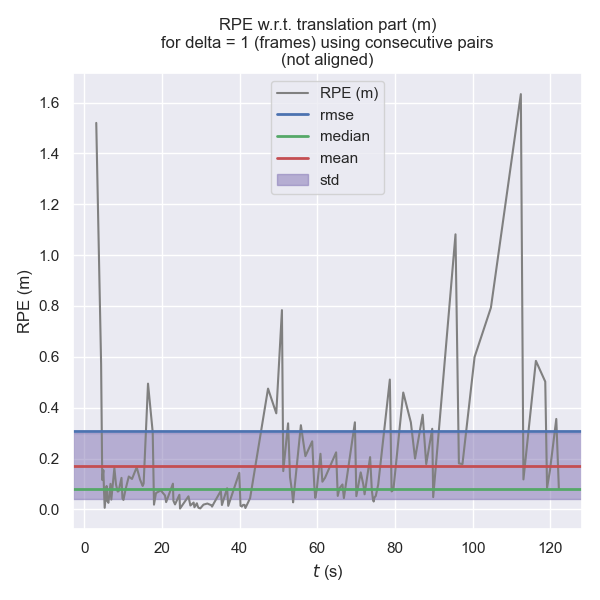 RPE w.r.t. translation part (m)
for delta = 1 (frames) using consecutive pairs
(not aligned)
RPE (m)
rmse
median
mean
std
1.6
1.4
1.2
1.0
0.8
0.6
0.4
0.2
0.0
RPE (m)
0 20 40 60 80 100 120
t (s)